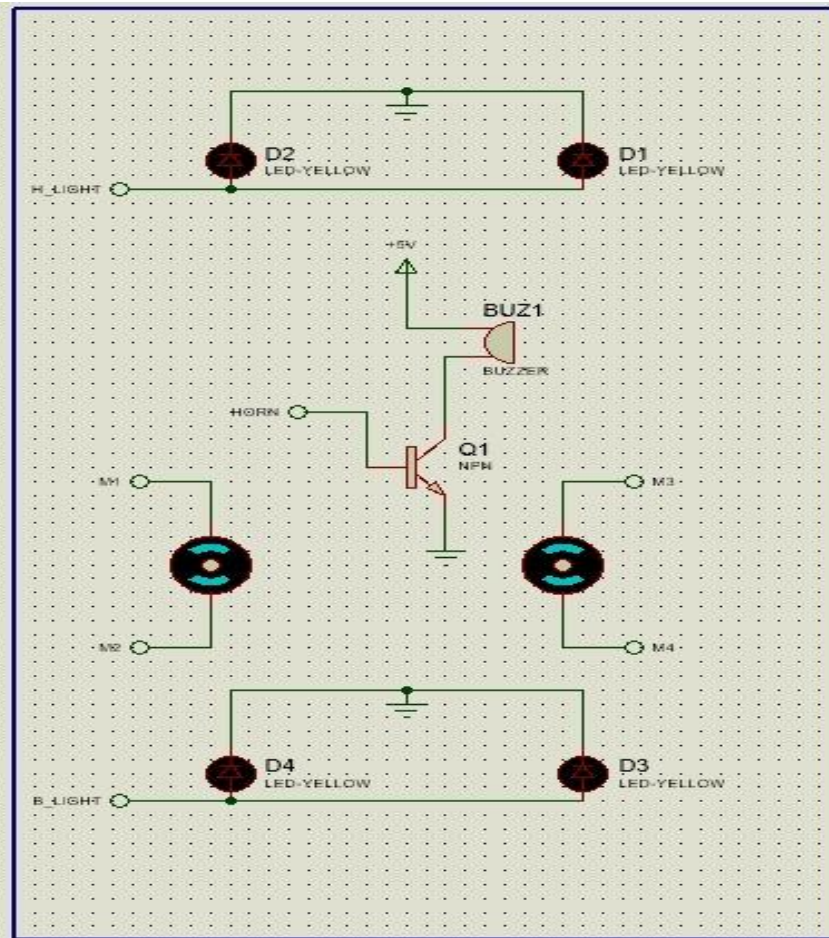 D2
LED-YELLOW
D1
LED-YELLOW
H_LIGHT
+5V
BUZ1
BUZZER
HORN
Q1
NPN
M1
M3
M2
M4
D4
LED-YELLOW
D3
LED-YELLOW
B_LIGHT